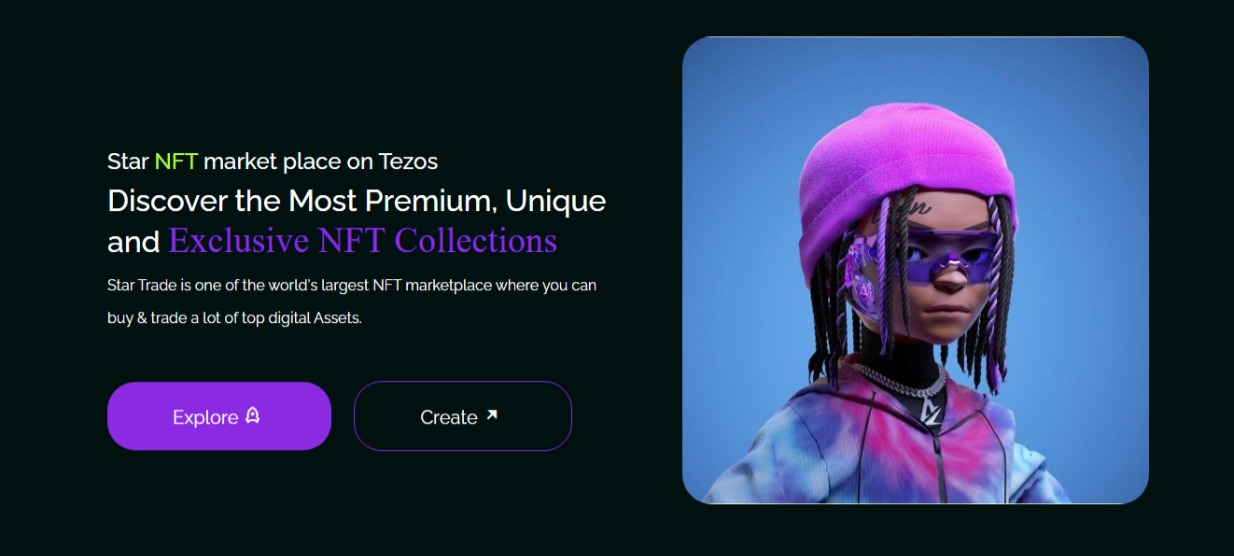 Star NFT market place on Tezos
Discover the Most Premium, Unique
and Exclusive NFT Collections
Star Trade is one of the world's largest NFT marketplace where you can
buy & trade a lot of top digital Assets.
Explore
Create